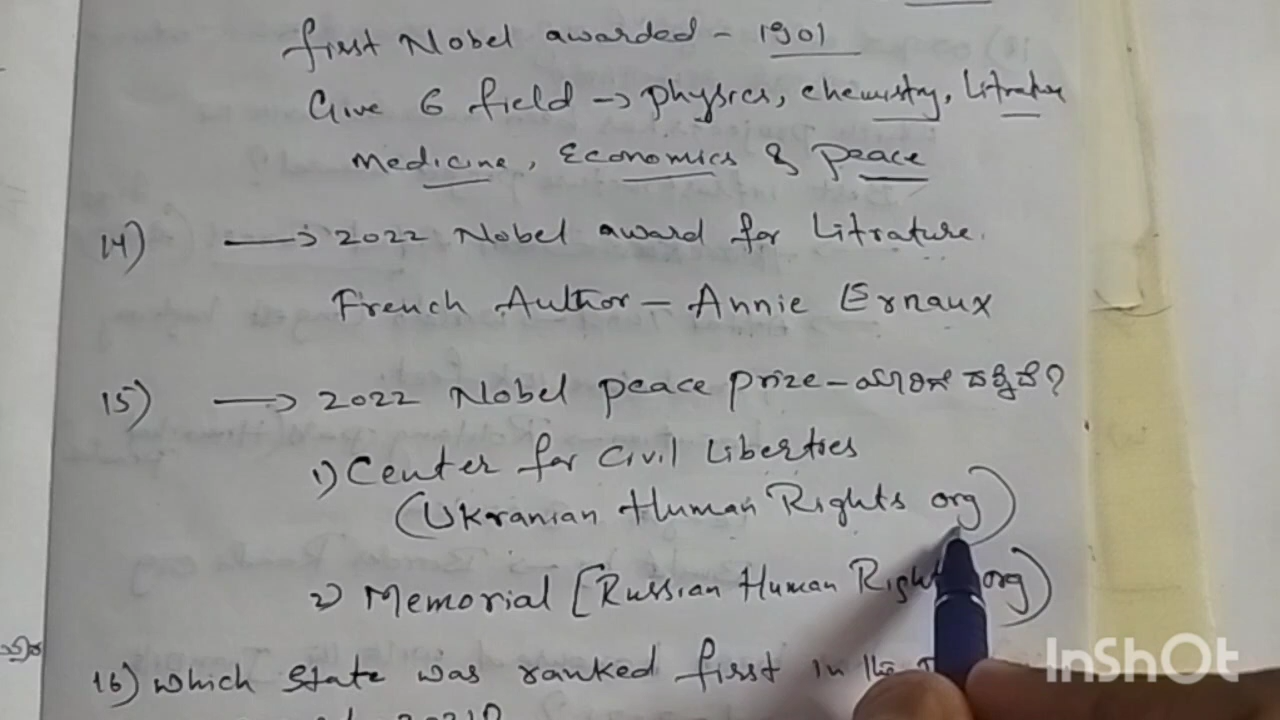 first Nobel awarded - 1901
Give 6 field → physics, chemistry, Litrature
Medicine, Economics & peace
14) → 2022 Nobel award for Litrature.
French Author - Annie Ernaux
15) → 2022 Nobel peace prize - ಯಾರಿಗೆ ದಕ್ಕಿದೆ?
1) Center for Civil Liberties
(Ukranian Human Rights org)
2) Memorial [Russian Human Rights org)
16) which state was ranked first in the
InShOt